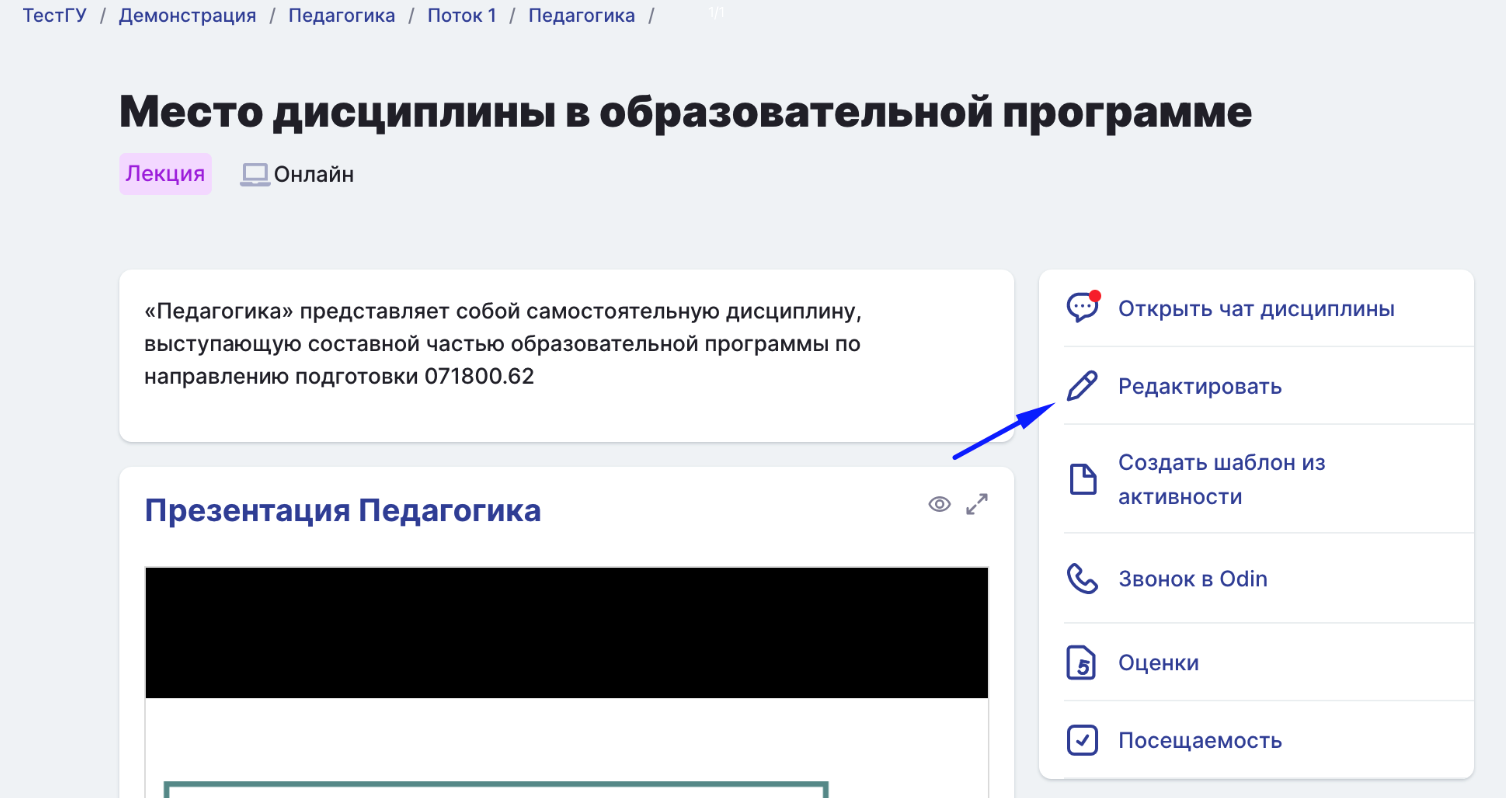 ТестГУ / Демонстрация / Педагогика / Поток 1 / Педагогика /
1/1
Место дисциплины в образовательной программе
Лекция
Онлайн
«Педагогика» представляет собой самостоятельную дисциплину,
выступающую составной частью образовательной программы по
направлению подготовки 071800.62
Презентация Педагогика
Открыть чат дисциплины
Редактировать
Создать шаблон из
активности
Звонок в Odin
5
Оценки
Посещаемость